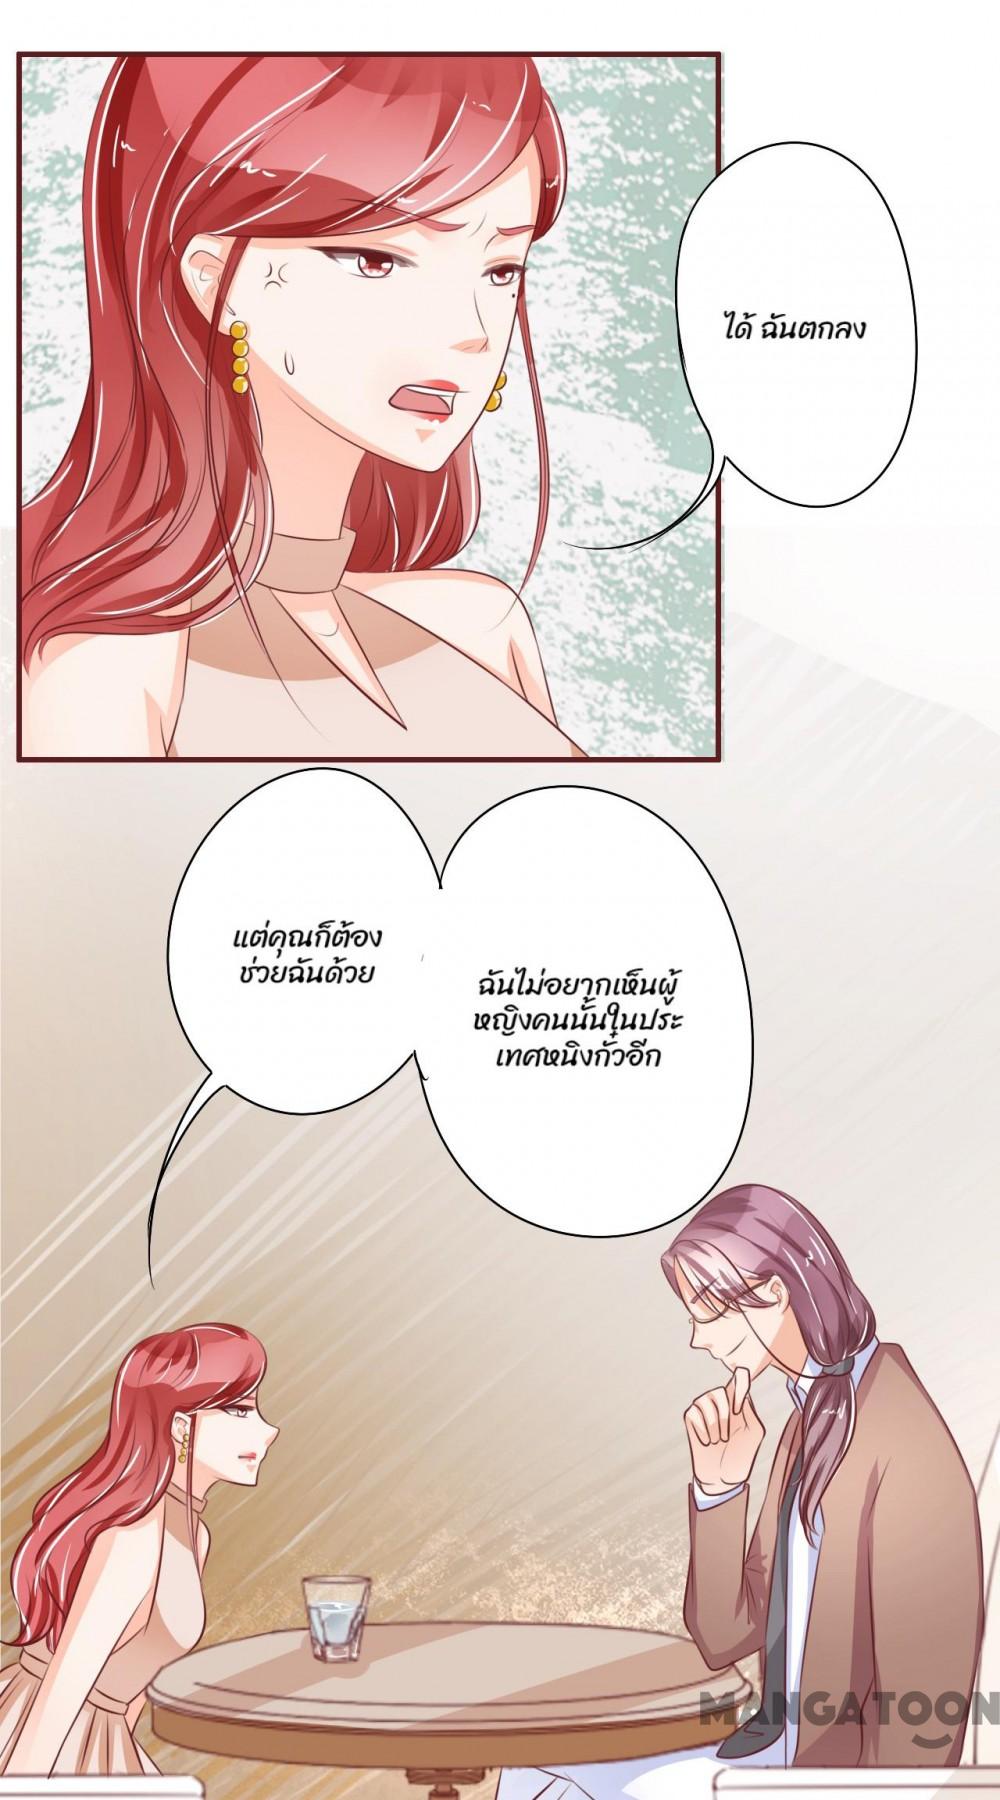 ได้ ฉันตกลง
แต่คุณก็ต้อง
ช่วยฉันด้วย
ฉันไม่อยากเห็นผู้
หญิงคนนั้นในประ
เทศหนิงกั๋วอีก
MANGATOON